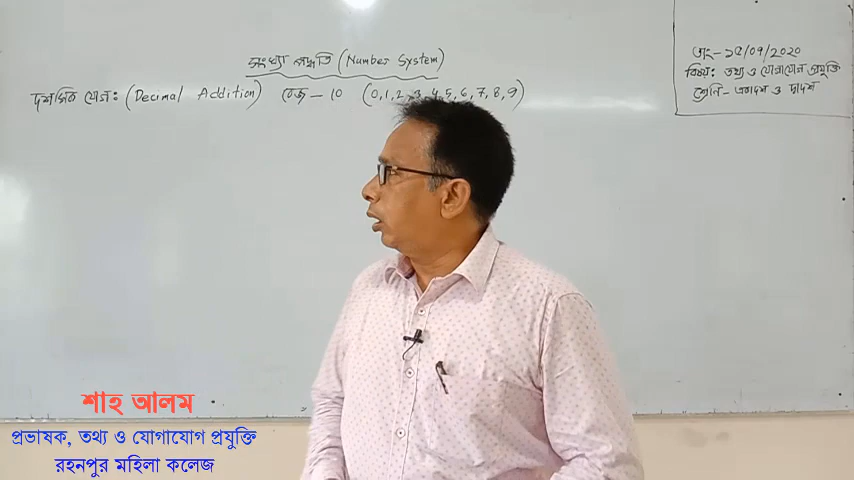 সংখ্যা পদ্ধতি (Number System)
দশমিক যোগ: (Decimal Addition) বেজ – 10 (0,1,2,3,4,5,6,7,8,9)
তাং- ১৫/০৭/2020
বিষয়: তথ্য ও যোগাযোগ প্রযুক্তি
শ্রেণি - একাদশ ও দ্বাদশ
শাহ আলম
প্রভাষক, তথ্য ও যোগাযোগ প্রযুক্তি
রহনপুর মহিলা কলেজ